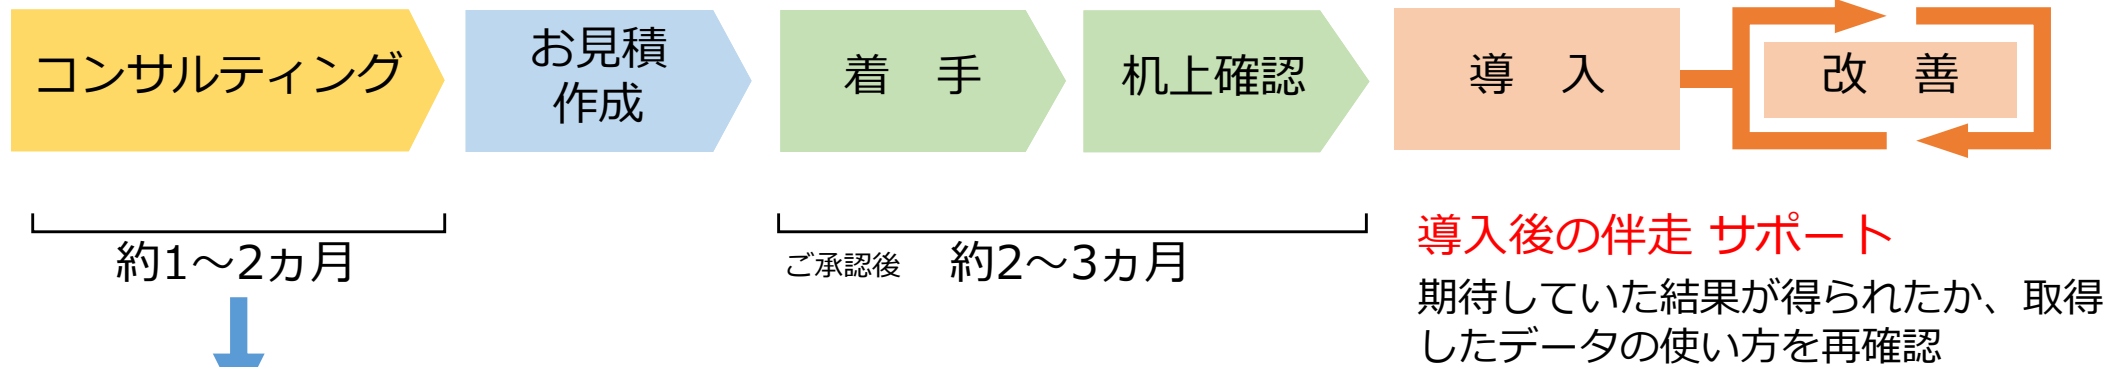 コンサルティング
お見積
作成
着　手
机上確認
導　入
改　善
約1～2ヵ月
ご承認後　約2～3ヵ月
導入後の伴走 サポート
期待していた結果が得られたか、取得
したデータの使い方を再確認